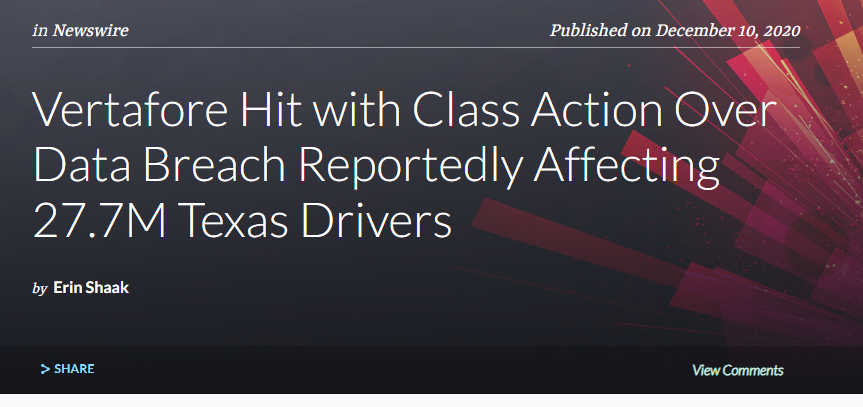 in Newswire
Published on December 10, 2020
Vertafore Hit with Class Action Over
Data Breach Reportedly Affecting
27.7M Texas Drivers
by Erin Shaak
SHARE
View Comments